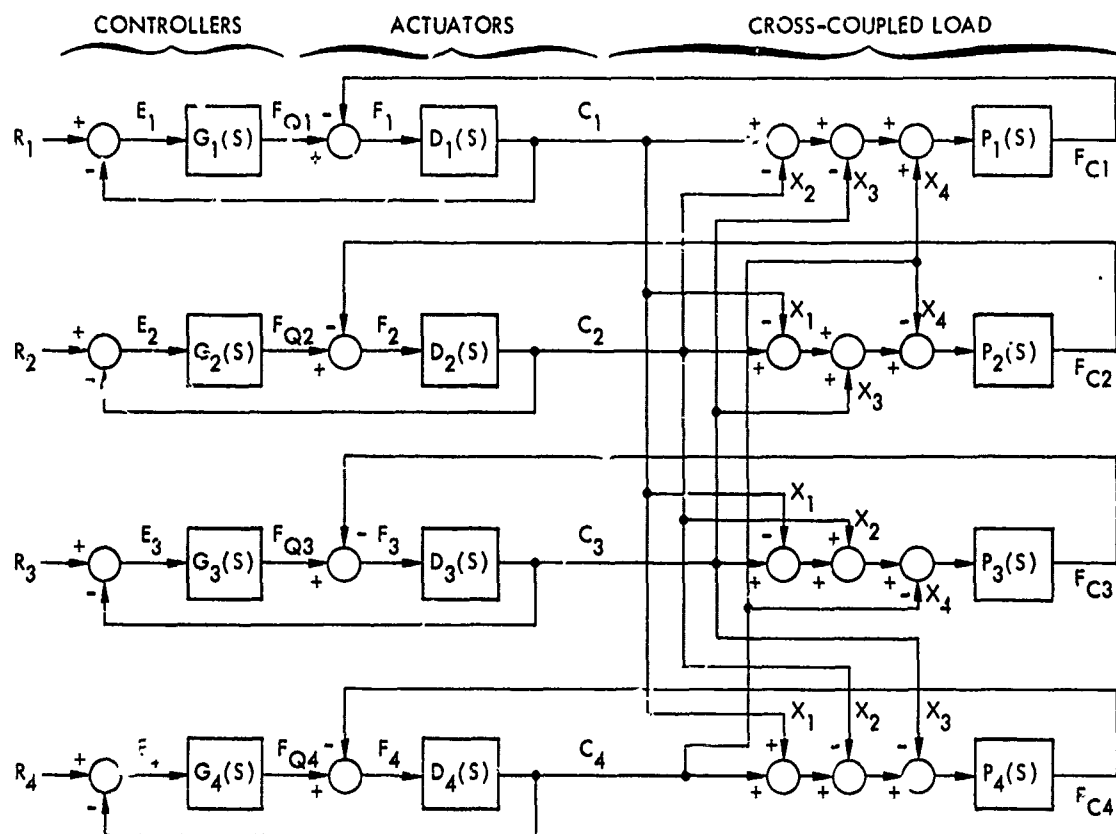 CONTROLLERS ACTUATORS CROSS-COUPLED LOAD
R1 + - E1 G1(S) FQ1 - + F1 D1(S) C1 + - X2 + - X3 + + X4 P1(S) FC1
R2 + - E2 G2(S) FQ2 - + F2 D2(S) C2 X1 - + + + X3 X4 - + P2(S) FC2
R3 + - E3 G3(S) FQ3 - + F3 D3(S) C3 X1 - + X2 + + + - X4 P3(S) FC3
R4 + - G4(S) FQ4 - + F4 D4(S) C4 X1 + + X2 - + X3 - + P4(S) FC4